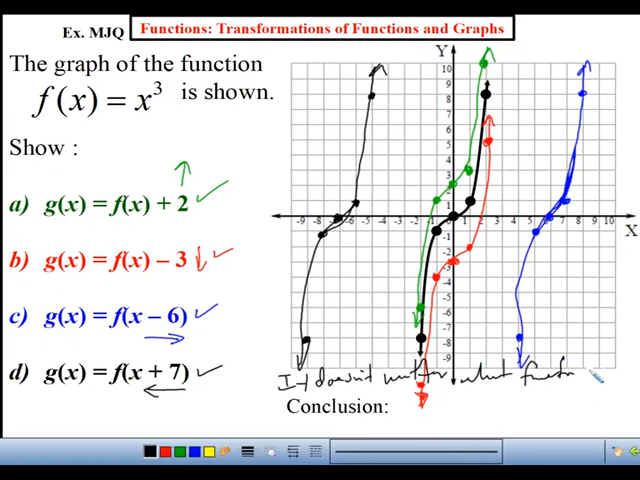 Ex. MJQ Functions: Transformations of Functions and Graphs
The graph of the function
f(x) = x³ is shown.
Show :
a) g(x) = f(x) + 2
b) g(x) = f(x) – 3
c) g(x) = f(x – 6)
d) g(x) = f(x + 7)
Y
10
9
8
7
6
5
4
3
2
1
-9 -8 -7 -6 -5 -4 -3 -2 -1 0 1 2 3 4 5 6 7 8 9 10
X
-1
-2
-3
-4
-5
-6
-7
-8
-9
It doesn't matter what
Conclusion: